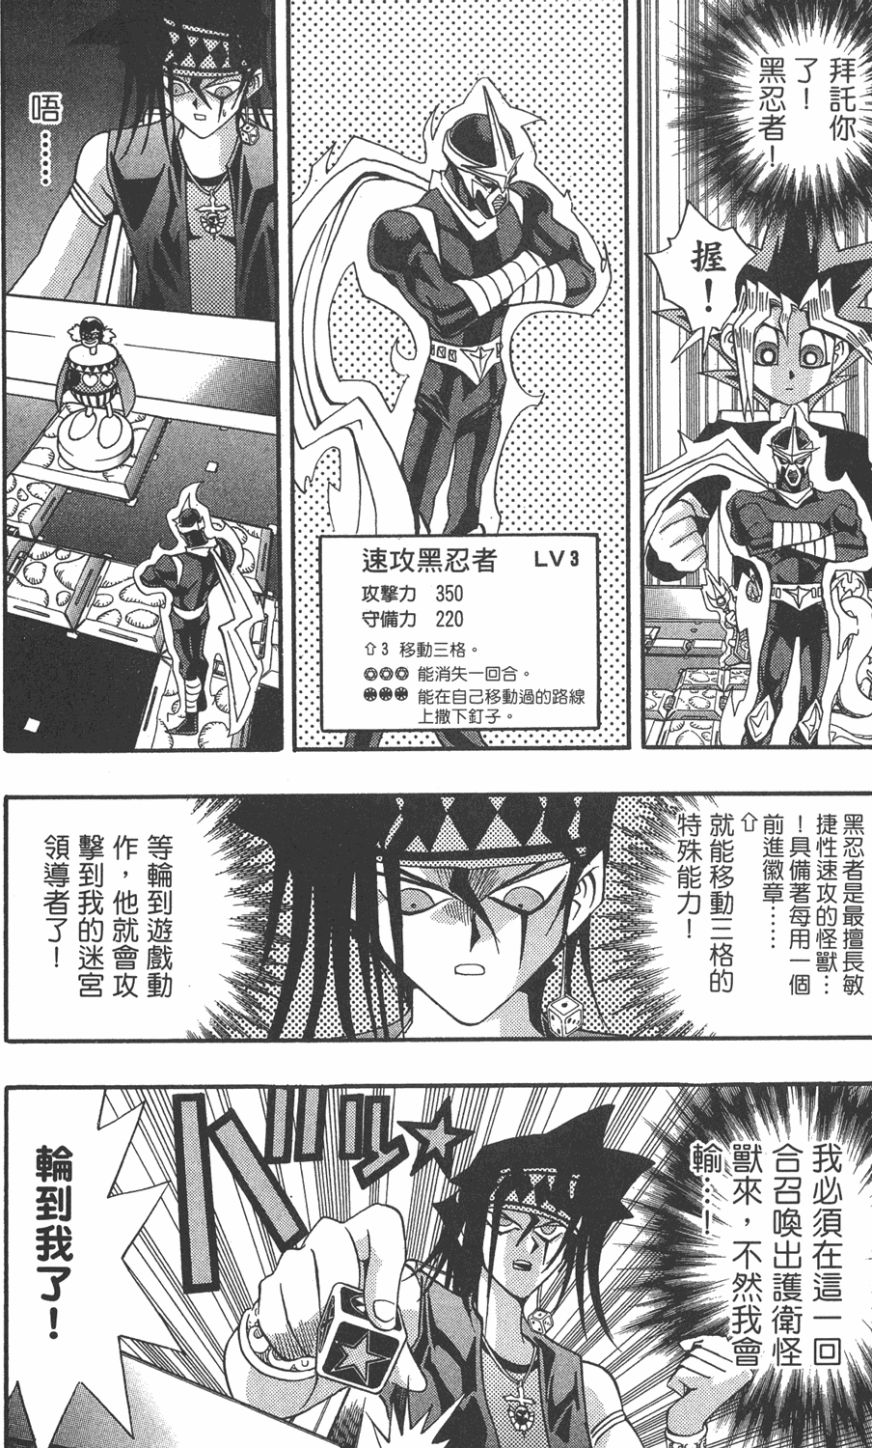 拜託你
了！
黑忍者！
握！
速攻黑忍者 LV3
攻擊力 350
守備力 220
⇧3 移動三格。
能消失一回合。
能在自己移動過的路線
上撒下釘子。
唔……
黑忍者是最擅長敏
捷性速攻的怪獸…
！具備著每用一個
前進徽章……
⇧
就能移動三格的
特殊能力！
等輪到遊戲動
作，他就會攻
擊到我的迷宮
領導者了！
我必須在這一回
合召喚出護衛怪
獸來，不然我會
輸…！
輪到我了！